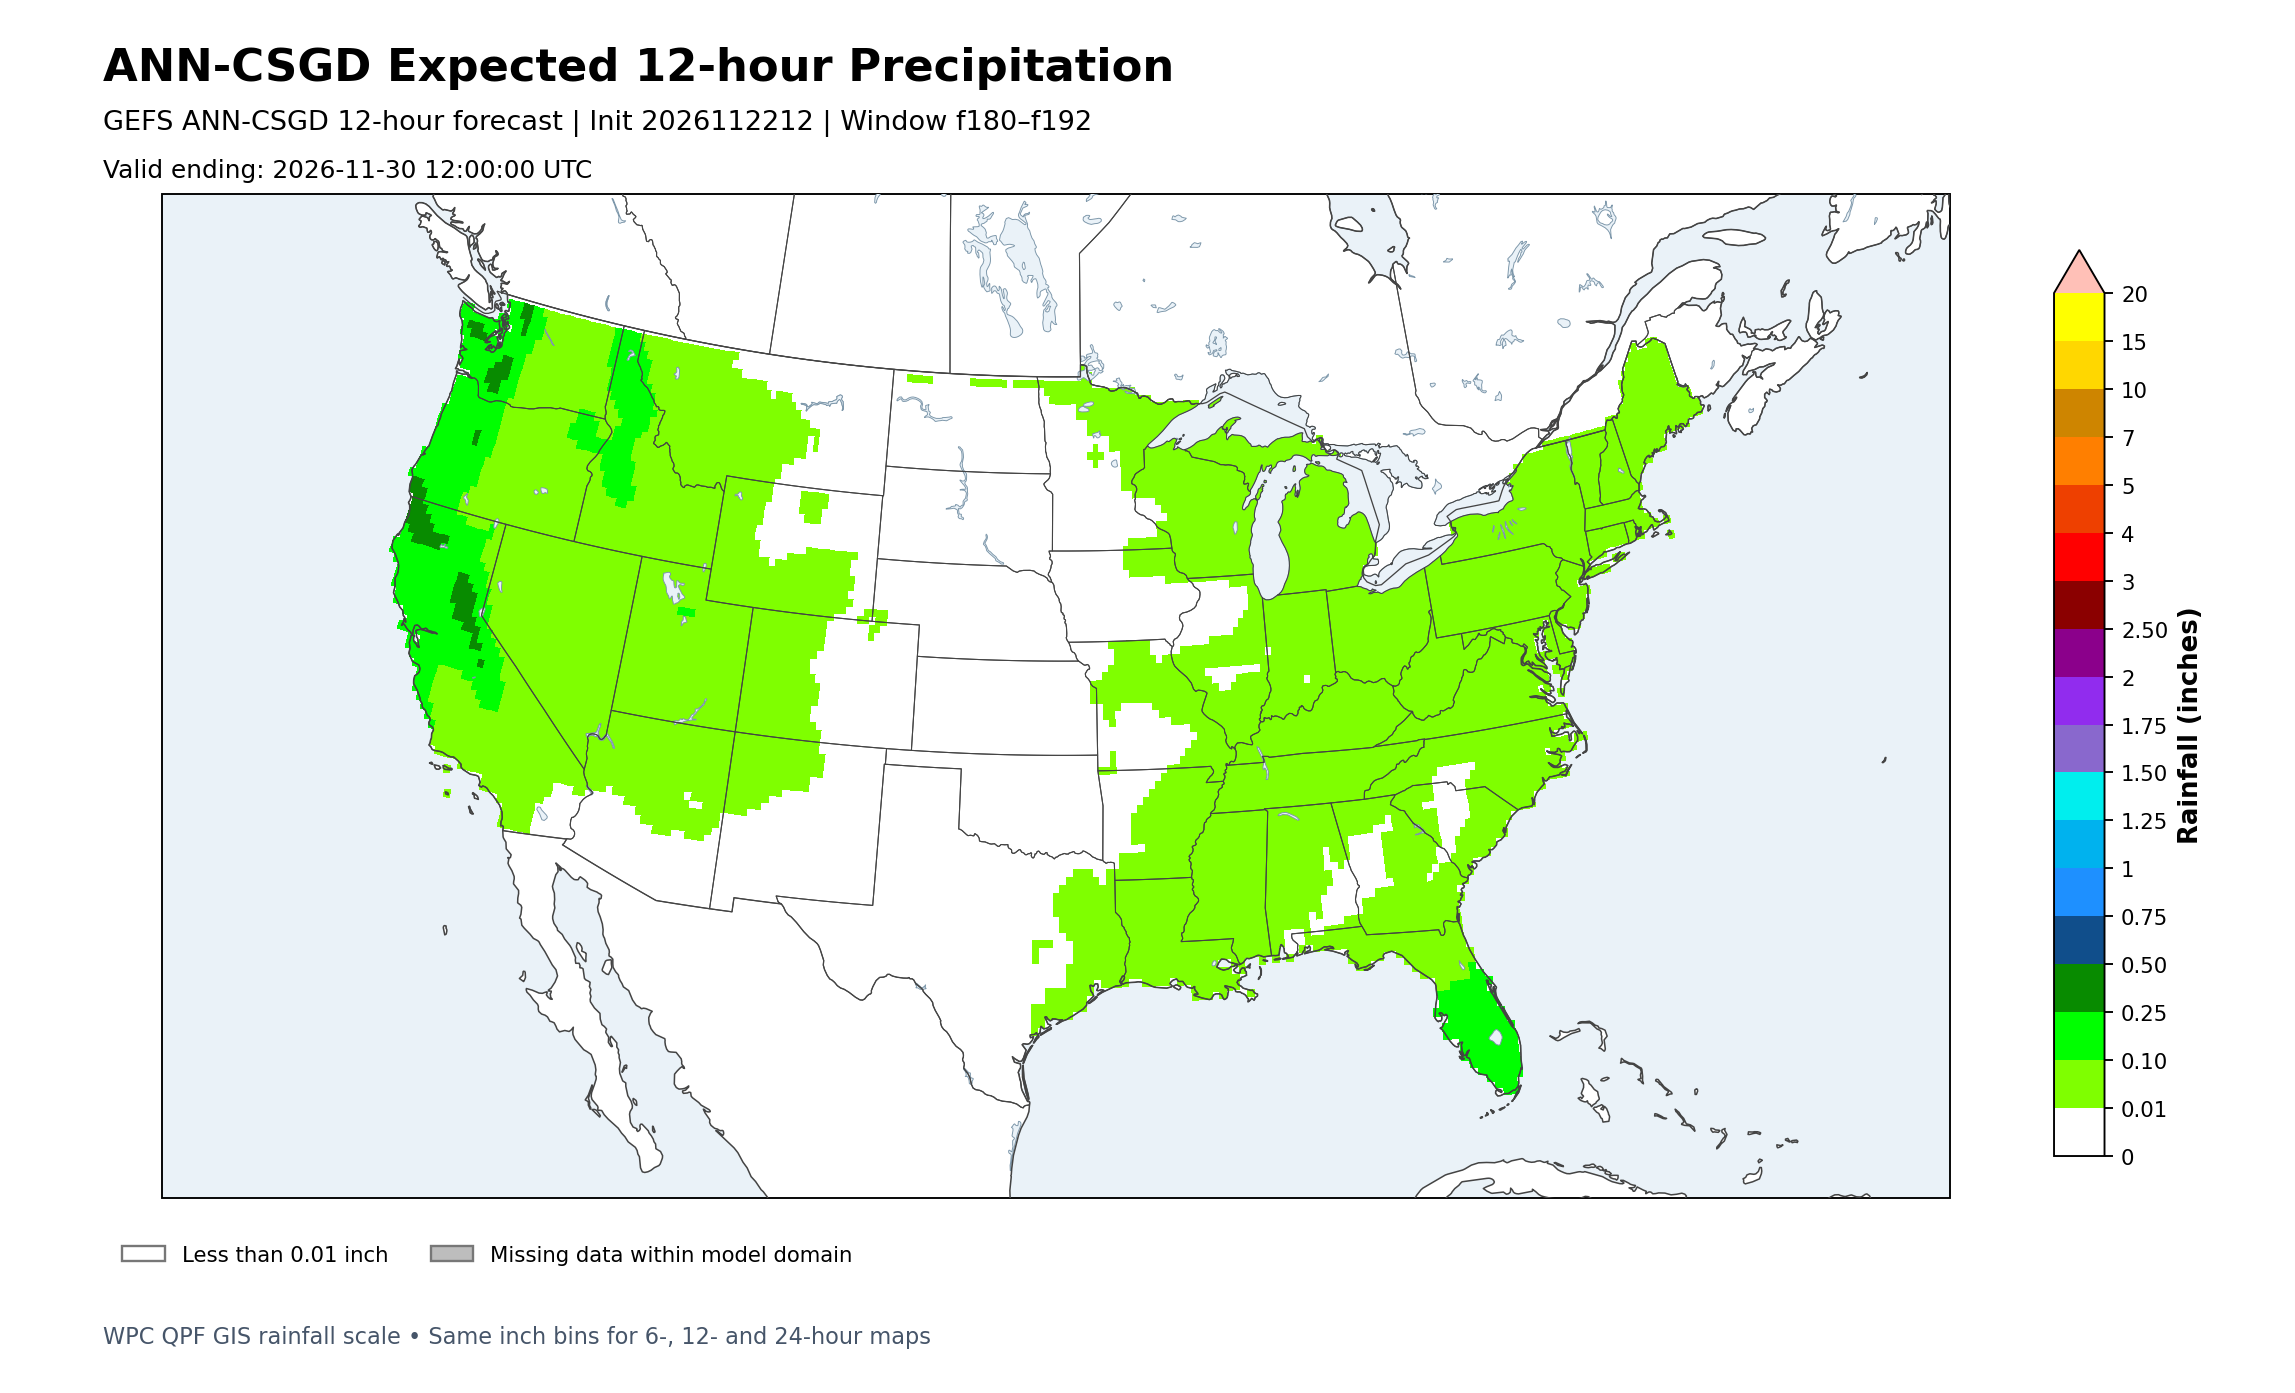 ANN-CSGD Expected 12-hour Precipitation
GEFS ANN-CSGD 12-hour forecast | Init 2026112212 | Window f180–f192
Valid ending: 2026-11-30 12:00:00 UTC
20
15
10
7
5
4
3
2.50
2
1.75
1.50
1.25
1
0.75
0.50
0.25
0.10
0.01
0
Rainfall (inches)
Less than 0.01 inch
Missing data within model domain
WPC QPF GIS rainfall scale • Same inch bins for 6-, 12- and 24-hour maps